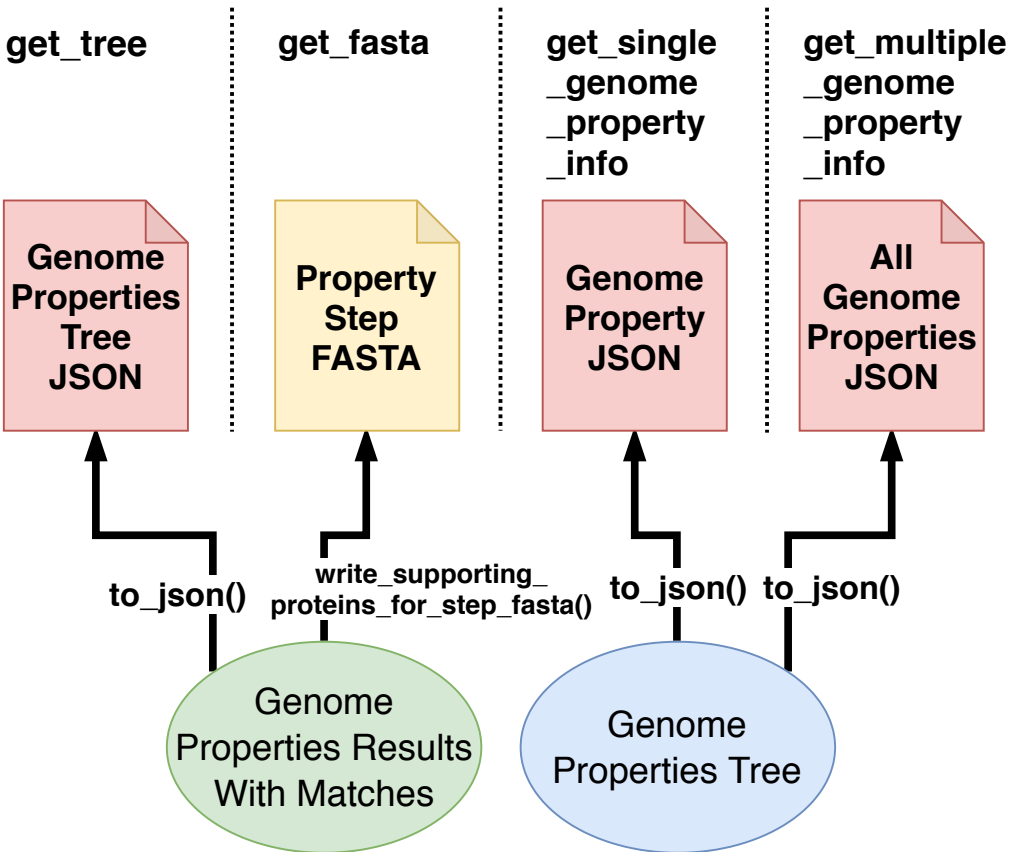 get_tree
get_fasta
get_single
_genome
_property
_info
get_multiple
_genome
_property
_info
Genome
Properties
Tree
JSON
Property
Step
FASTA
Genome
Property
JSON
All
Genome
Properties
JSON
to_json()
write_supporting_
proteins_for_step_fasta()
to_json()
to_json()
Genome
Properties Results
With Matches
Genome
Properties Tree